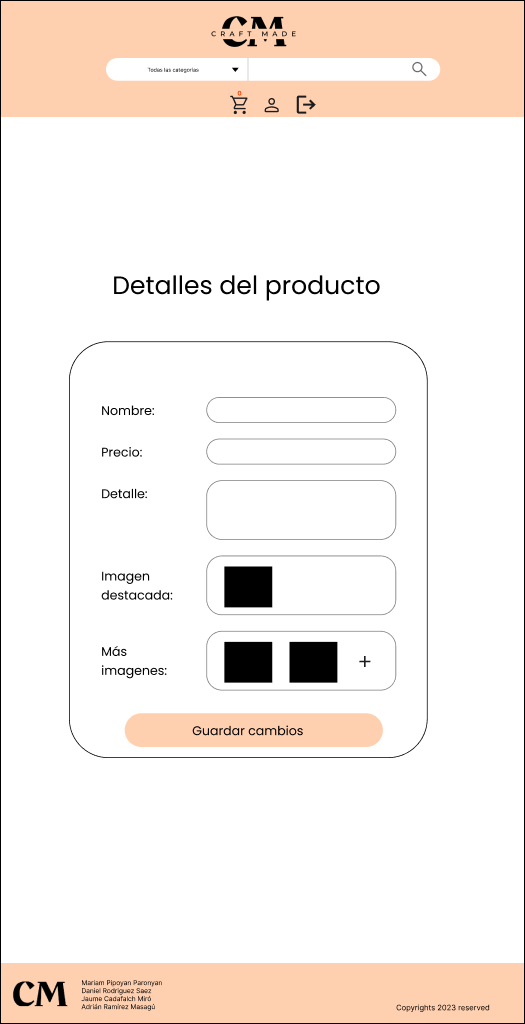 CM
CRAFT MADE
Todas las categorías
0
Detalles del producto
Nombre:
Precio:
Detalle:
Imagen
destacada:
Más
imagenes:
+
Guardar cambios
CM
Mariam Pipoyan Paronyan
Daniel Rodriguez Saez
Jaume Cadafalch Miró
Adrián Ramírez Masagú
Copyrights 2023 reserved